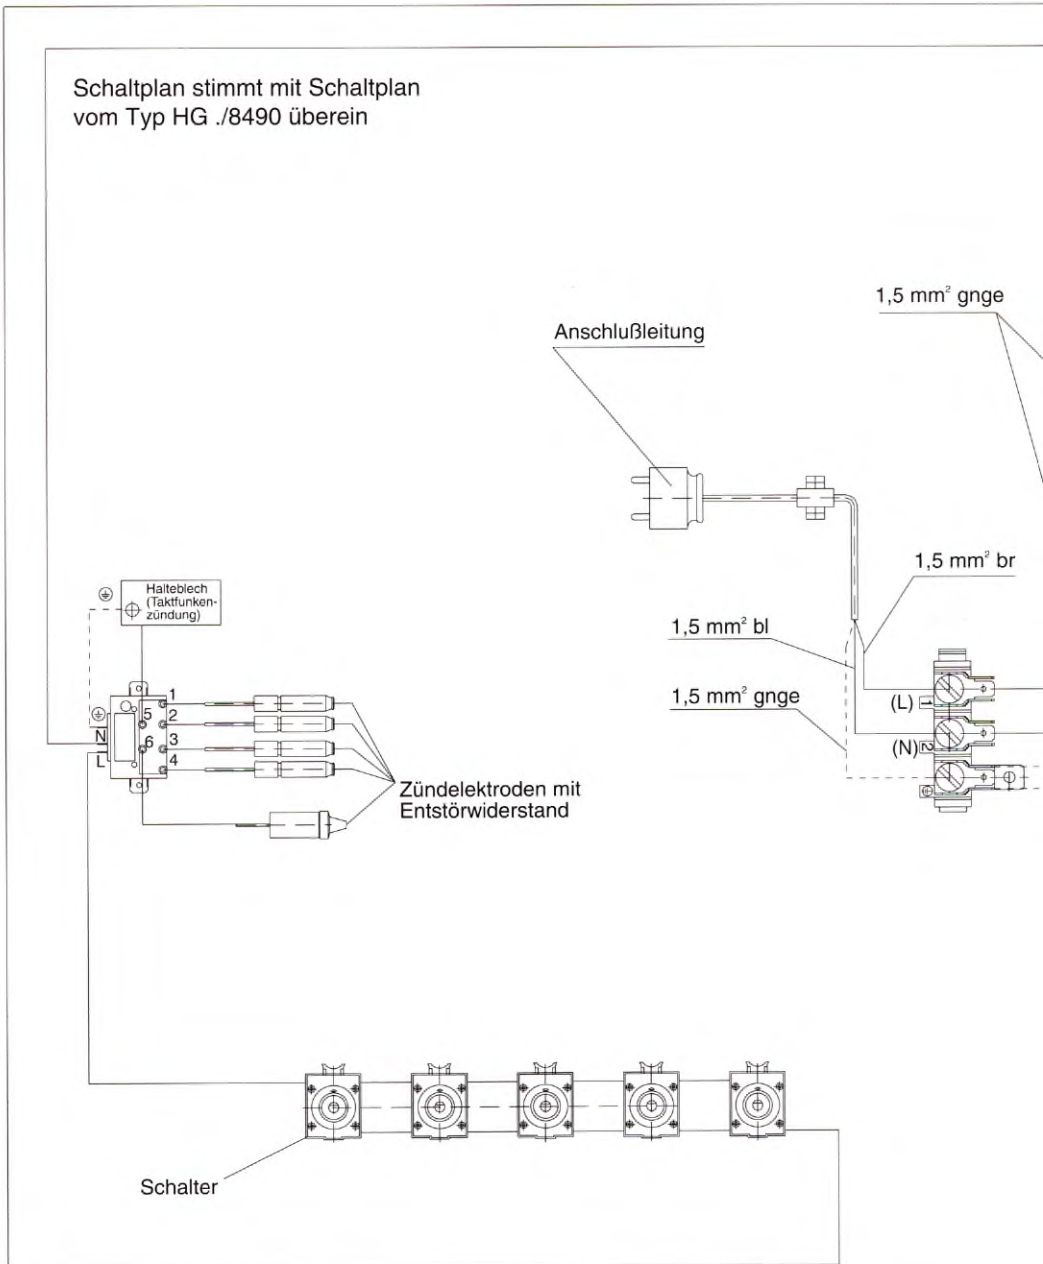 Schaltplan stimmt mit Schaltplan
vom Typ HG ./8490 überein
1,5 mm² gnge
Anschlußleitung
1,5 mm² br
Halteblech
(Taktfunken-
zündung)
1,5 mm² bl
1,5 mm² gnge
1
2
3
4
5
6
N
L
(L)
1
(N)
2
Zündelektroden mit
Entstörwiderstand
Schalter